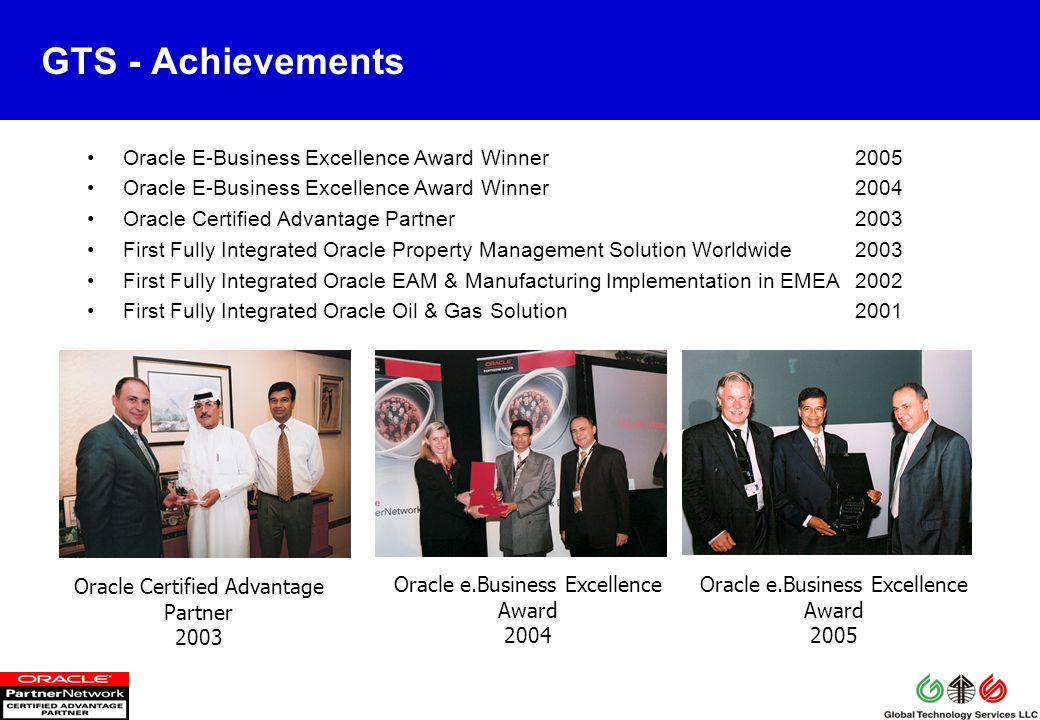 GTS - Achievements
• Oracle E-Business Excellence Award Winner 2005
• Oracle E-Business Excellence Award Winner 2004
• Oracle Certified Advantage Partner 2003
• First Fully Integrated Oracle Property Management Solution Worldwide 2003
• First Fully Integrated Oracle EAM & Manufacturing Implementation in EMEA 2002
• First Fully Integrated Oracle Oil & Gas Solution 2001
ORACLE
PARTNERNETWORK
Oracle Certified Advantage
Partner
2003
Oracle e.Business Excellence
Award
2004
Oracle e.Business Excellence
Award
2005
ORACLE
PartnerNetwork
CERTIFIED ADVANTAGE
PARTNER
GTS
Global Technology Services LLC